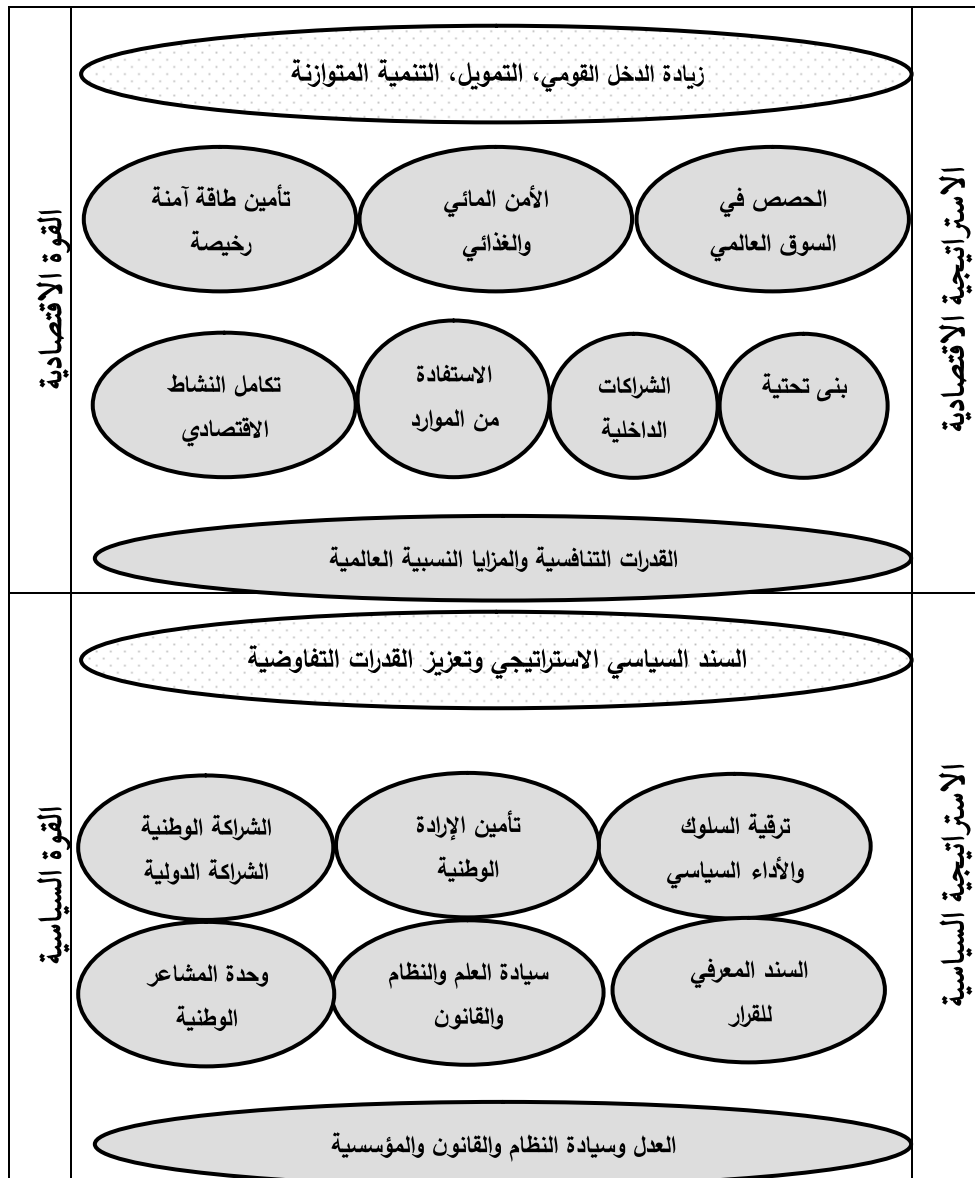 الاستراتيجية الاقتصادية
زيادة الدخل القومي، التمويل، التنمية المتوازنة
الحصص في
السوق العالمي
الأمن المائي
والغذائي
تأمين طاقة آمنة
رخيصة
بنى تحتية
الشراكات
الداخلية
الاستفادة
من الموارد
تكامل النشاط
الاقتصادي
القدرات التنافسية والمزايا النسبية العالمية
القوة الاقتصادية
الاستراتيجية السياسية
السند السياسي الاستراتيجي وتعزيز القدرات التفاوضية
ترقية السلوك
والأداء السياسي
تأمين الإرادة
الوطنية
الشراكة الوطنية
الشراكة الدولية
السند المعرفي
للقرار
سيادة العلم والنظام
والقانون
وحدة المشاعر
الوطنية
العدل وسيادة النظام والقانون والمؤسسية
القوة السياسية